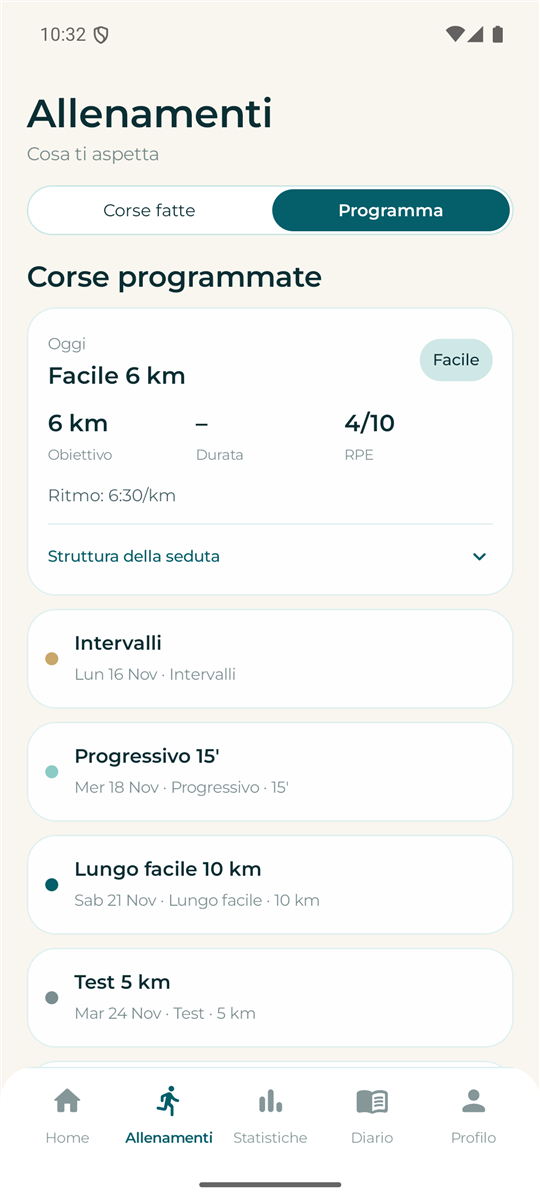 10:32
Allenamenti
Cosa ti aspetta
Corse fatte
Programma
Corse programmate
Oggi
Facile 6 km
Facile
6 km
–
4/10
Obiettivo
Durata
RPE
Ritmo: 6:30/km
Struttura della seduta
Intervalli
Lun 16 Nov · Intervalli
Progressivo 15'
Mer 18 Nov · Progressivo · 15'
Lungo facile 10 km
Sab 21 Nov · Lungo facile · 10 km
Test 5 km
Mar 24 Nov · Test · 5 km
Home
Allenamenti
Statistiche
Diario
Profilo